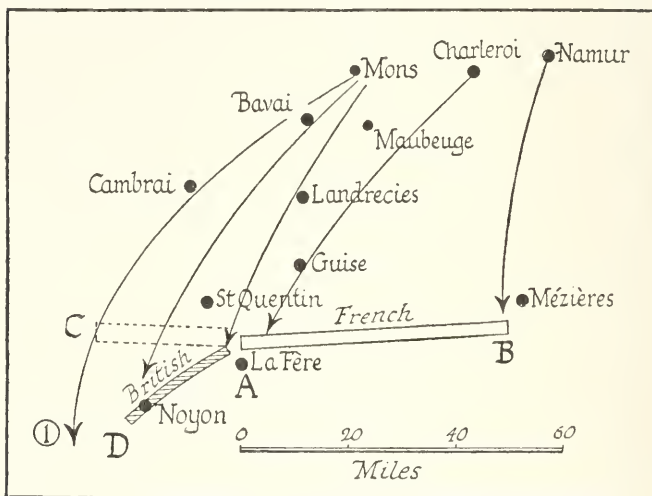 Mons
Charleroi
Namur
Bavai
Maubeuge
Cambrai
Landrecies
Guise
St Quentin
Mézières
C
French
British
La Fère
A
B
Noyon
①
D
0 20 40 60
Miles